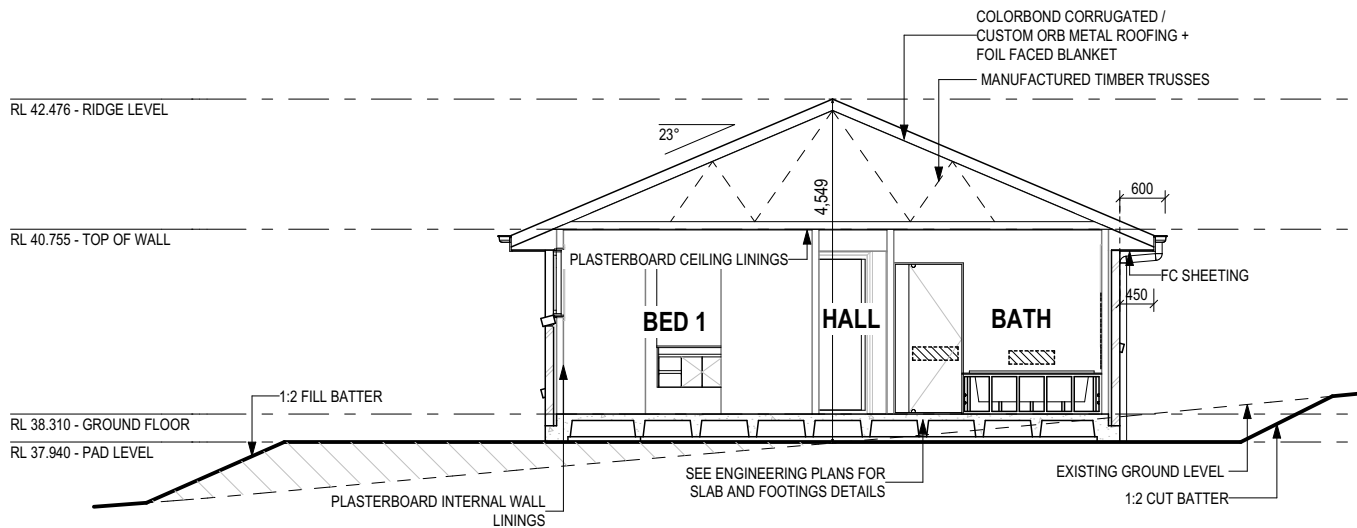 COLORBOND CORRUGATED /
CUSTOM ORB METAL ROOFING +
FOIL FACED BLANKET
MANUFACTURED TIMBER TRUSSES
RL 42.476 - RIDGE LEVEL
23°
4,549
600
RL 40.755 - TOP OF WALL
PLASTERBOARD CEILING LININGS
FC SHEETING
450
BED 1
HALL
BATH
1:2 FILL BATTER
RL 38.310 - GROUND FLOOR
RL 37.940 - PAD LEVEL
SEE ENGINEERING PLANS FOR
SLAB AND FOOTINGS DETAILS
EXISTING GROUND LEVEL
1:2 CUT BATTER
PLASTERBOARD INTERNAL WALL
LININGS